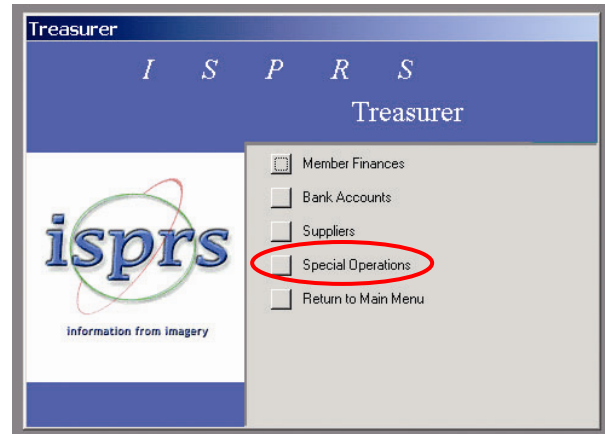 Treasurer
I S P R S
Treasurer
Member Finances
Bank Accounts
Suppliers
Special Operations
Return to Main Menu
isprs
information from imagery